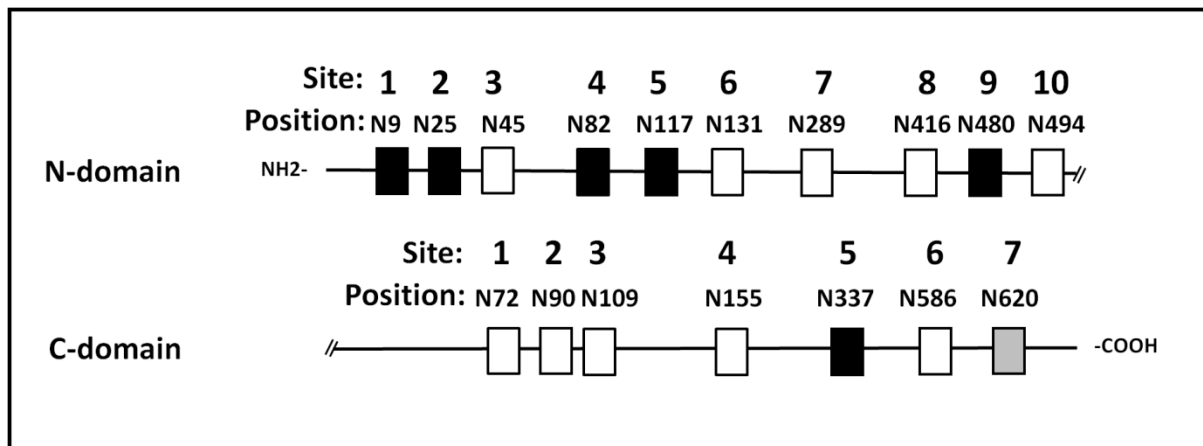 Site: 1 2 3 4 5 6 7 8 9 10
Position: N9 N25 N45 N82 N117 N131 N289 N416 N480 N494
N-domain NH2- //
Site: 1 2 3 4 5 6 7
Position: N72 N90 N109 N155 N337 N586 N620
C-domain // -COOH